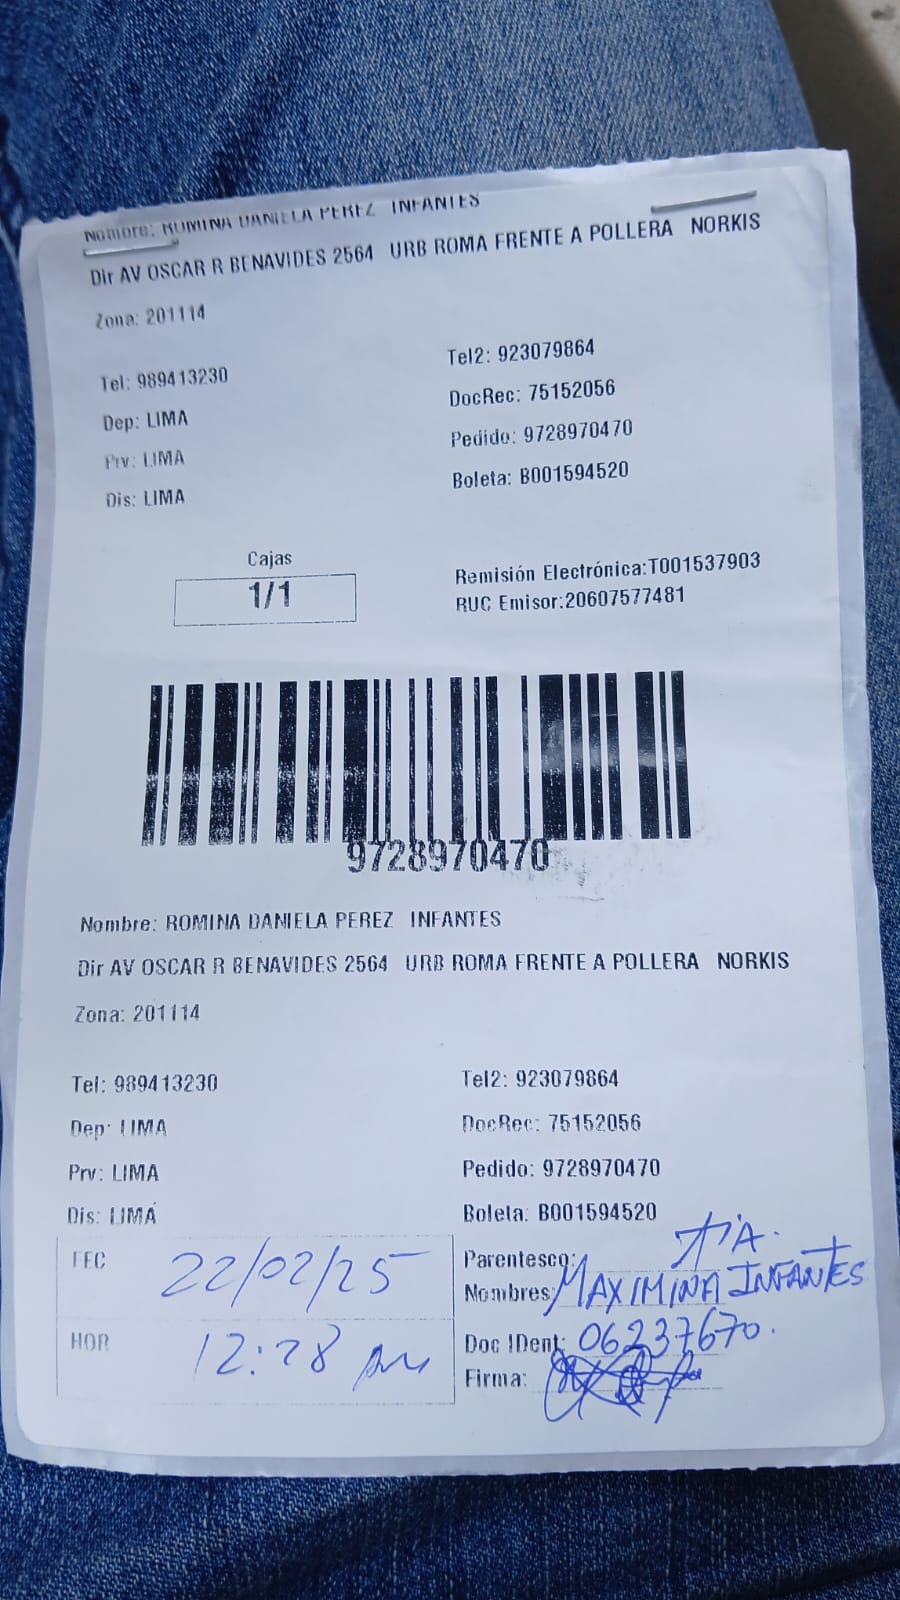 Nombre: ROMINA DANIELA PEREZ INFANTES
Dir AV OSCAR R BENAVIDES 2564 URB ROMA FRENTE A POLLERA NORKIS
Zona: 201114
Tel: 989413230 Tel2: 923079864
Dep: LIMA DocRec: 75152056
Prv: LIMA Pedido: 9728970470
Dis: LIMA Boleta: B001594520
Cajas
1/1
Remisión Electrónica:T001537903
RUC Emisor:20607577481
9728970470
Nombre: ROMINA DANIELA PEREZ INFANTES
Dir AV OSCAR R BENAVIDES 2564 URB ROMA FRENTE A POLLERA NORKIS
Zona: 201114
Tel: 989413230 Tel2: 923079864
Dep: LIMA DocRec: 75152056
Prv: LIMA Pedido: 9728970470
Dis: LIMA Boleta: B001594520
FEC 22/02/25
HOR 12:28 pm
Parentesco: TIA.
Nombres: MAXIMINA INFANTES
Doc IDent: 06237670.
Firma: